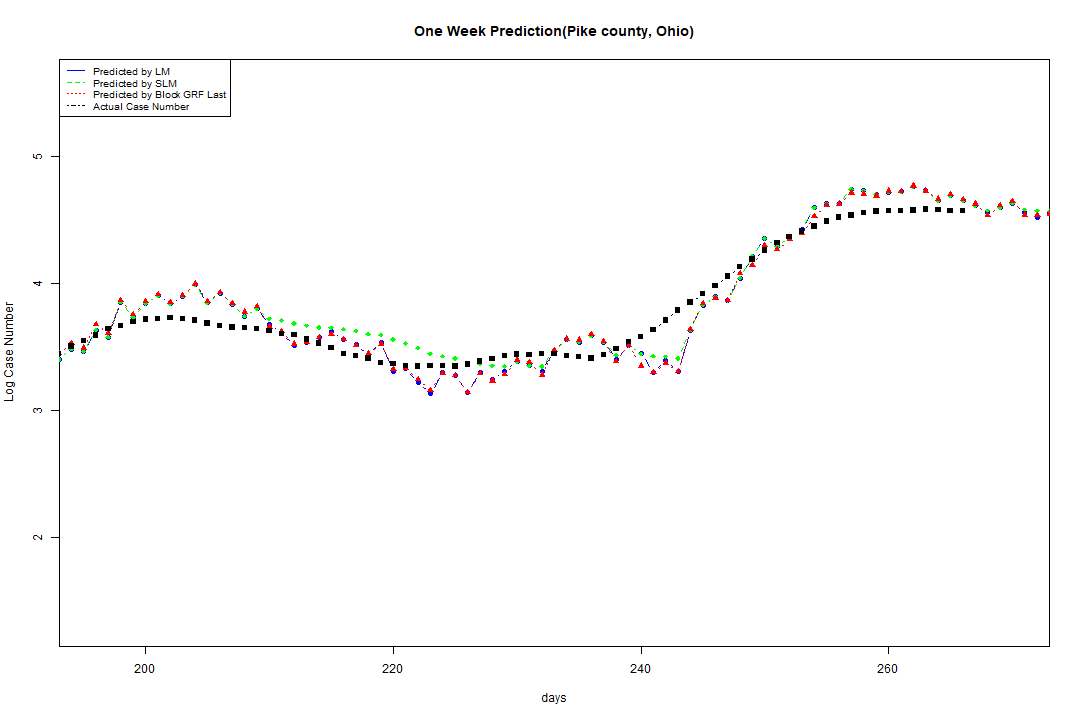 One Week Prediction(Pike county, Ohio)
Predicted by LM
Predicted by SLM
Predicted by Block GRF Last
Actual Case Number
5
4
3
2
Log Case Number
200 220 240 260
days